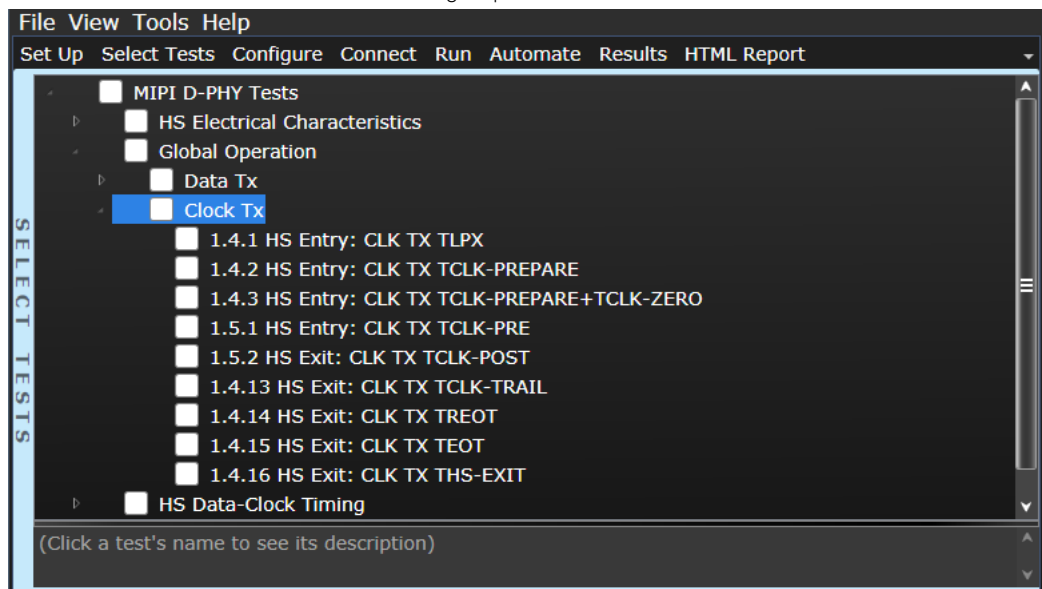 File View Tools Help
Set Up Select Tests Configure Connect Run Automate Results HTML Report
MIPI D-PHY Tests
HS Electrical Characteristics
Global Operation
Data Tx
Clock Tx
1.4.1 HS Entry: CLK TX TLPX
1.4.2 HS Entry: CLK TX TCLK-PREPARE
1.4.3 HS Entry: CLK TX TCLK-PREPARE+TCLK-ZERO
1.5.1 HS Entry: CLK TX TCLK-PRE
1.5.2 HS Exit: CLK TX TCLK-POST
1.4.13 HS Exit: CLK TX TCLK-TRAIL
1.4.14 HS Exit: CLK TX TREOT
1.4.15 HS Exit: CLK TX TEOT
1.4.16 HS Exit: CLK TX THS-EXIT
HS Data-Clock Timing
SELECT TESTS
(Click a test's name to see its description)